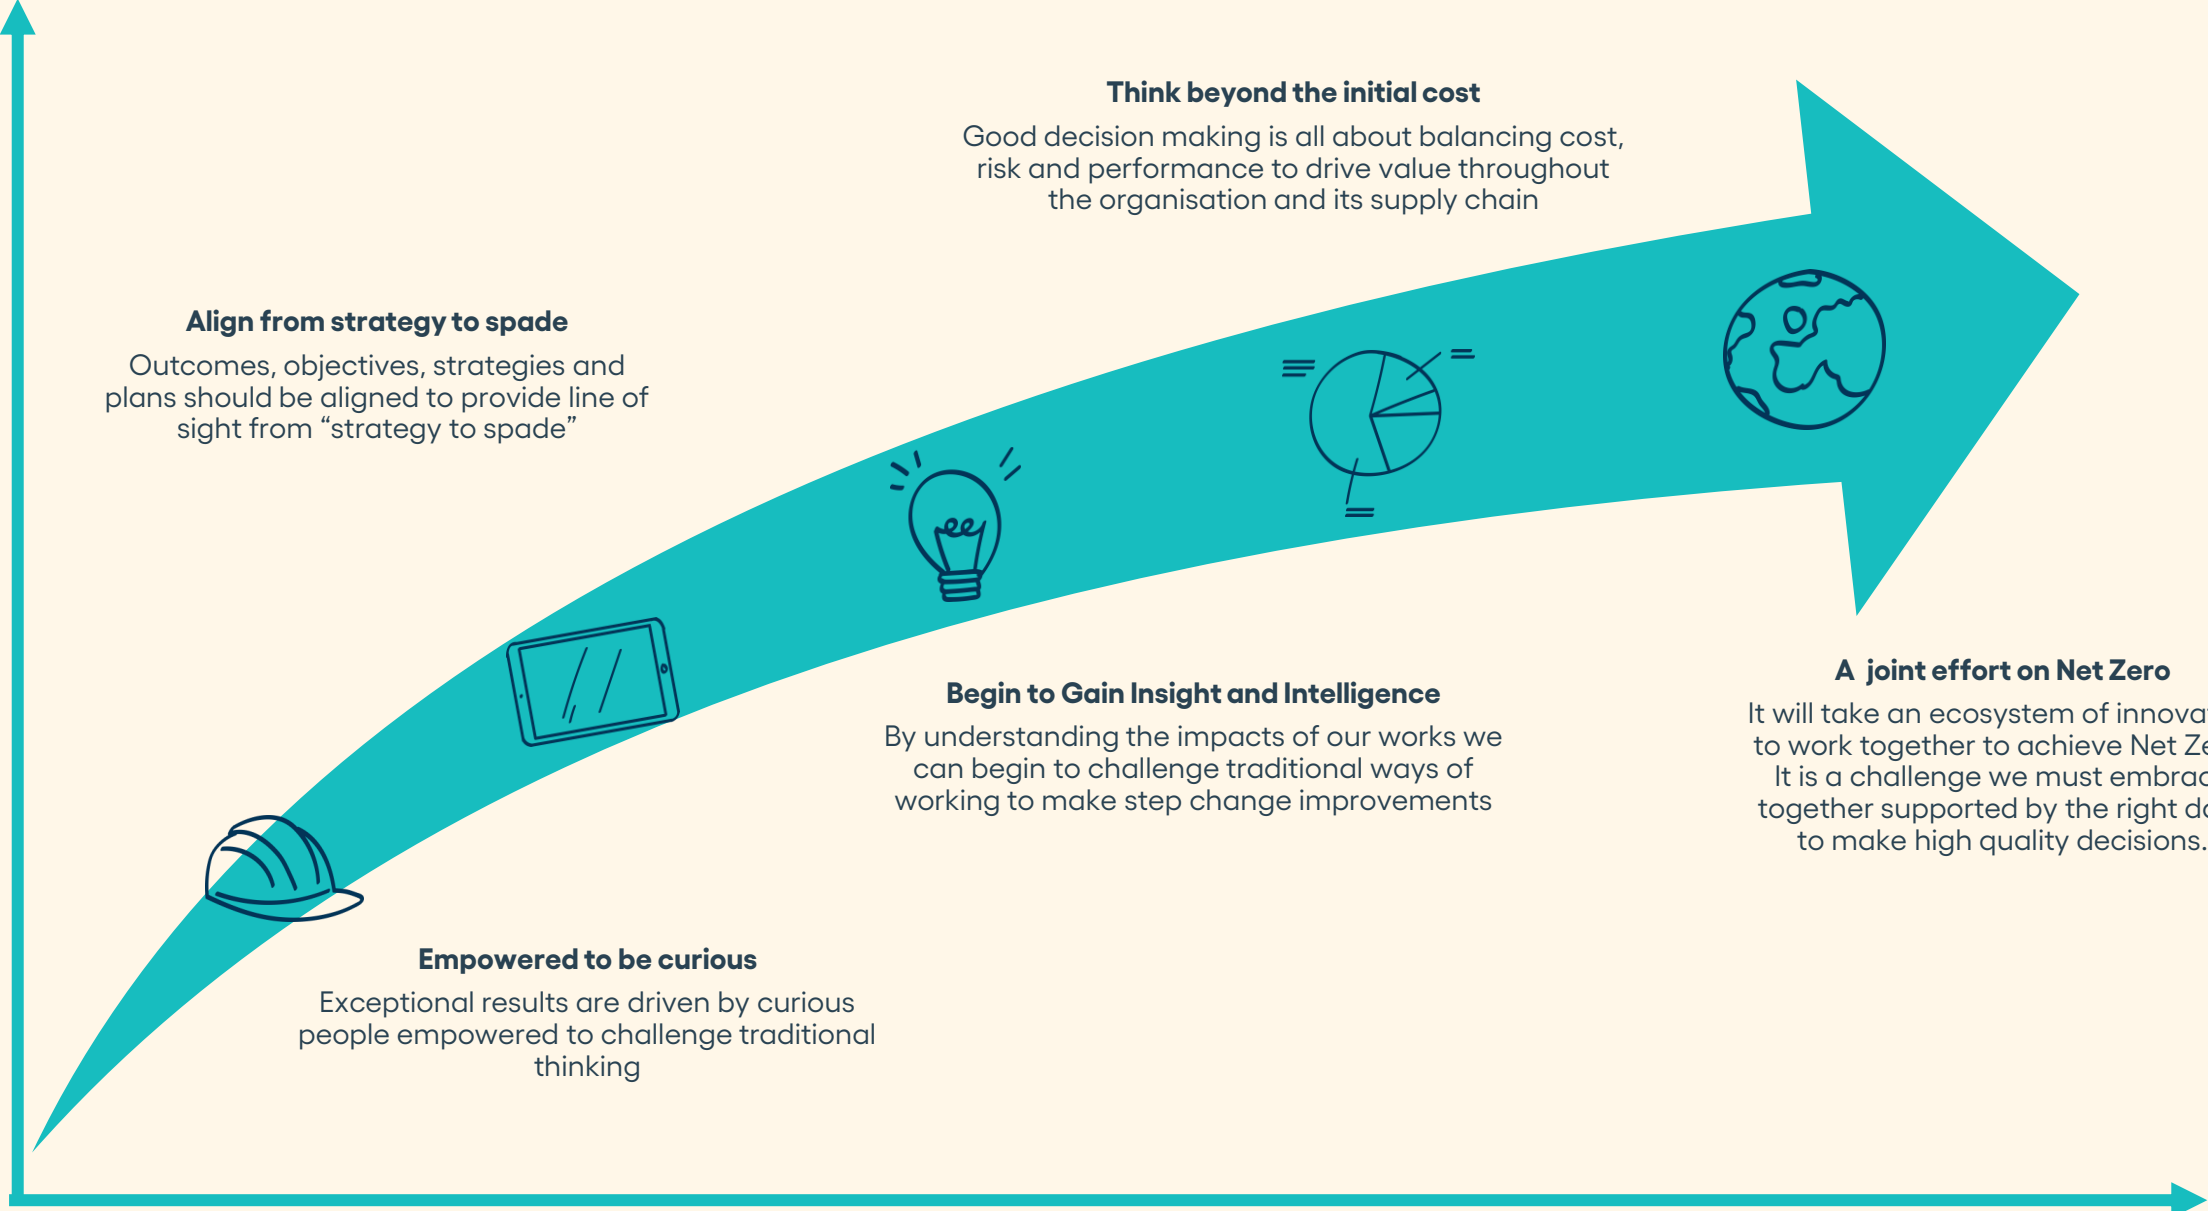 Think beyond the initial cost
Good decision making is all about balancing cost,
risk and performance to drive value throughout
the organisation and its supply chain
Align from strategy to spade
Outcomes, objectives, strategies and
plans should be aligned to provide line of
sight from “strategy to spade”
Begin to Gain Insight and Intelligence
By understanding the impacts of our works we
can begin to challenge traditional ways of
working to make step change improvements
A joint effort on Net Zero
It will take an ecosystem of
to work together to achieve Net
It is a challenge we must
together supported by the right
to make high quality decisions.
Empowered to be curious
Exceptional results are driven by curious
people empowered to challenge traditional
thinking